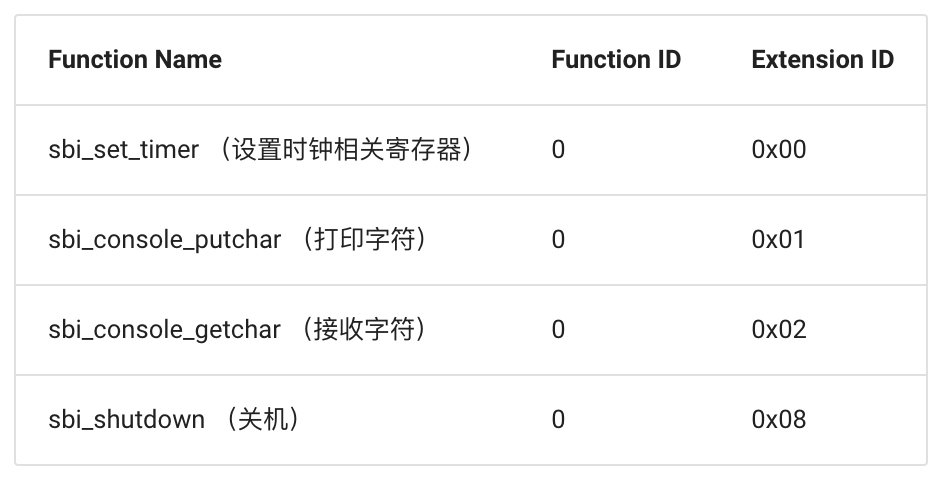 Function Name Function ID Extension ID
sbi_set_timer （设置时钟相关寄存器） 0 0x00
sbi_console_putchar （打印字符） 0 0x01
sbi_console_getchar （接收字符） 0 0x02
sbi_shutdown （关机） 0 0x08